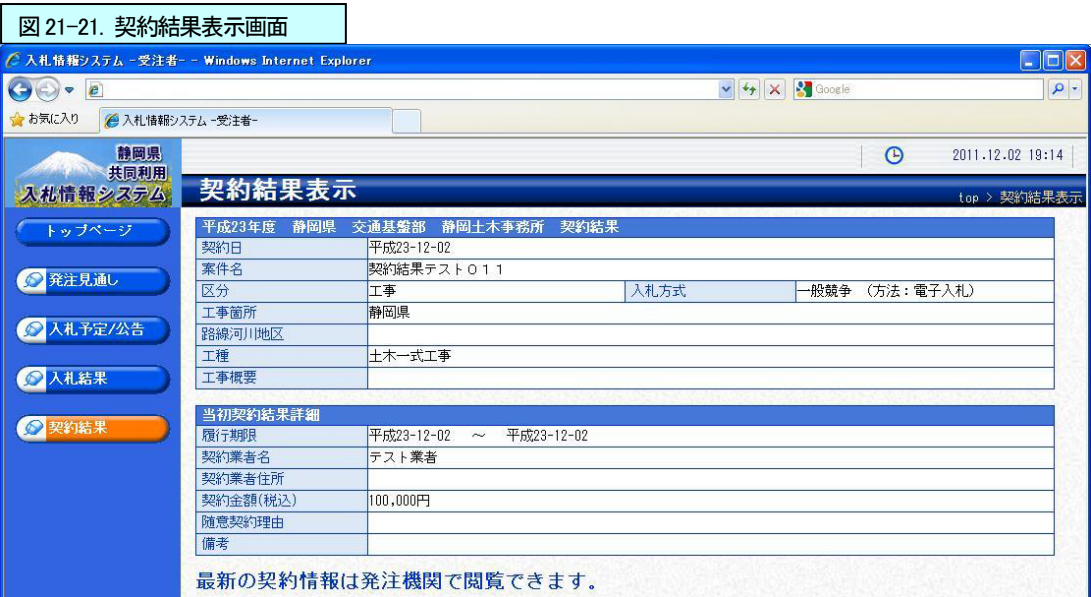 図 21-21. 契約結果表示画面
入札情報システム -受注者- - Windows Internet Explorer
Google
お気に入り 入札情報システム -受注者-
静岡県
共同利用
入札情報システム
2011.12.02 19:14
契約結果表示
top > 契約結果表示
トップページ
発注見通し
入札予定/公告
入札結果
契約結果
平成23年度 静岡県 交通基盤部 静岡土木事務所 契約結果
契約日 平成23-12-02
案件名 契約結果テスト011
区分 工事 入札方式 一般競争 (方法:電子入札)
工事箇所 静岡県
路線河川地区
工種 土木一式工事
工事概要
当初契約結果詳細
履行期限 平成23-12-02 ~ 平成23-12-02
契約業者名 テスト業者
契約業者住所
契約金額(税込) 100,000円
随意契約理由
備考
最新の契約情報は発注機関で閲覧できます。